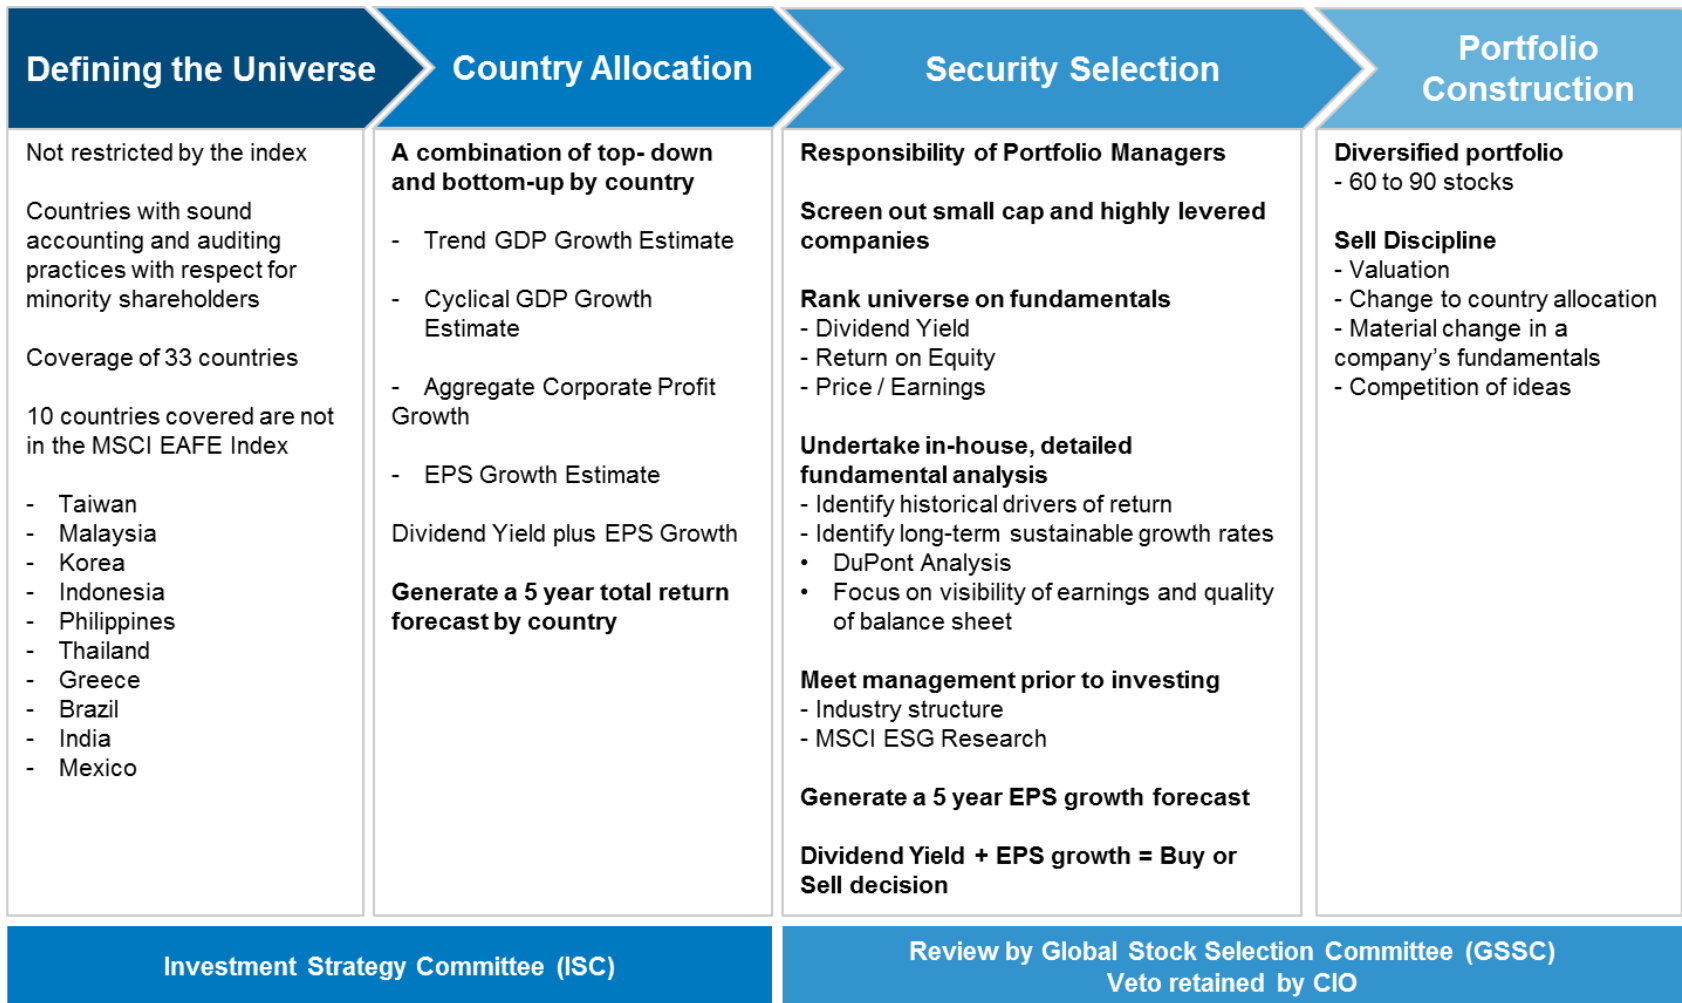 Defining the Universe
Country Allocation
Security Selection
Portfolio
Construction
Not restricted by the index
Countries with sound
accounting and auditing
practices with respect for
minority shareholders
Coverage of 33 countries
10 countries covered are not
in the MSCI EAFE Index
- Taiwan
- Malaysia
- Korea
- Indonesia
- Philippines
- Thailand
- Greece
- Brazil
- India
- Mexico
A combination of top- down
and bottom-up by country
- Trend GDP Growth Estimate
- Cyclical GDP Growth
Estimate
- Aggregate Corporate Profit
Growth
- EPS Growth Estimate
Dividend Yield plus EPS Growth
Generate a 5 year total return
forecast by country
Responsibility of Portfolio Managers
Screen out small cap and highly levered
companies
Rank universe on fundamentals
- Dividend Yield
- Return on Equity
- Price / Earnings
Undertake in-house, detailed
fundamental analysis
- Identify historical drivers of return
- Identify long-term sustainable growth rates
• DuPont Analysis
• Focus on visibility of earnings and quality
of balance sheet
Meet management prior to investing
- Industry structure
- MSCI ESG Research
Generate a 5 year EPS growth forecast
Dividend Yield + EPS growth = Buy or
Sell decision
Diversified portfolio
- 60 to 90 stocks
Sell Discipline
- Valuation
- Change to country allocation
- Material change in a
company's fundamentals
- Competition of ideas
Investment Strategy Committee (ISC)
Review by Global Stock Selection Committee (GSSC)
Veto retained by CIO